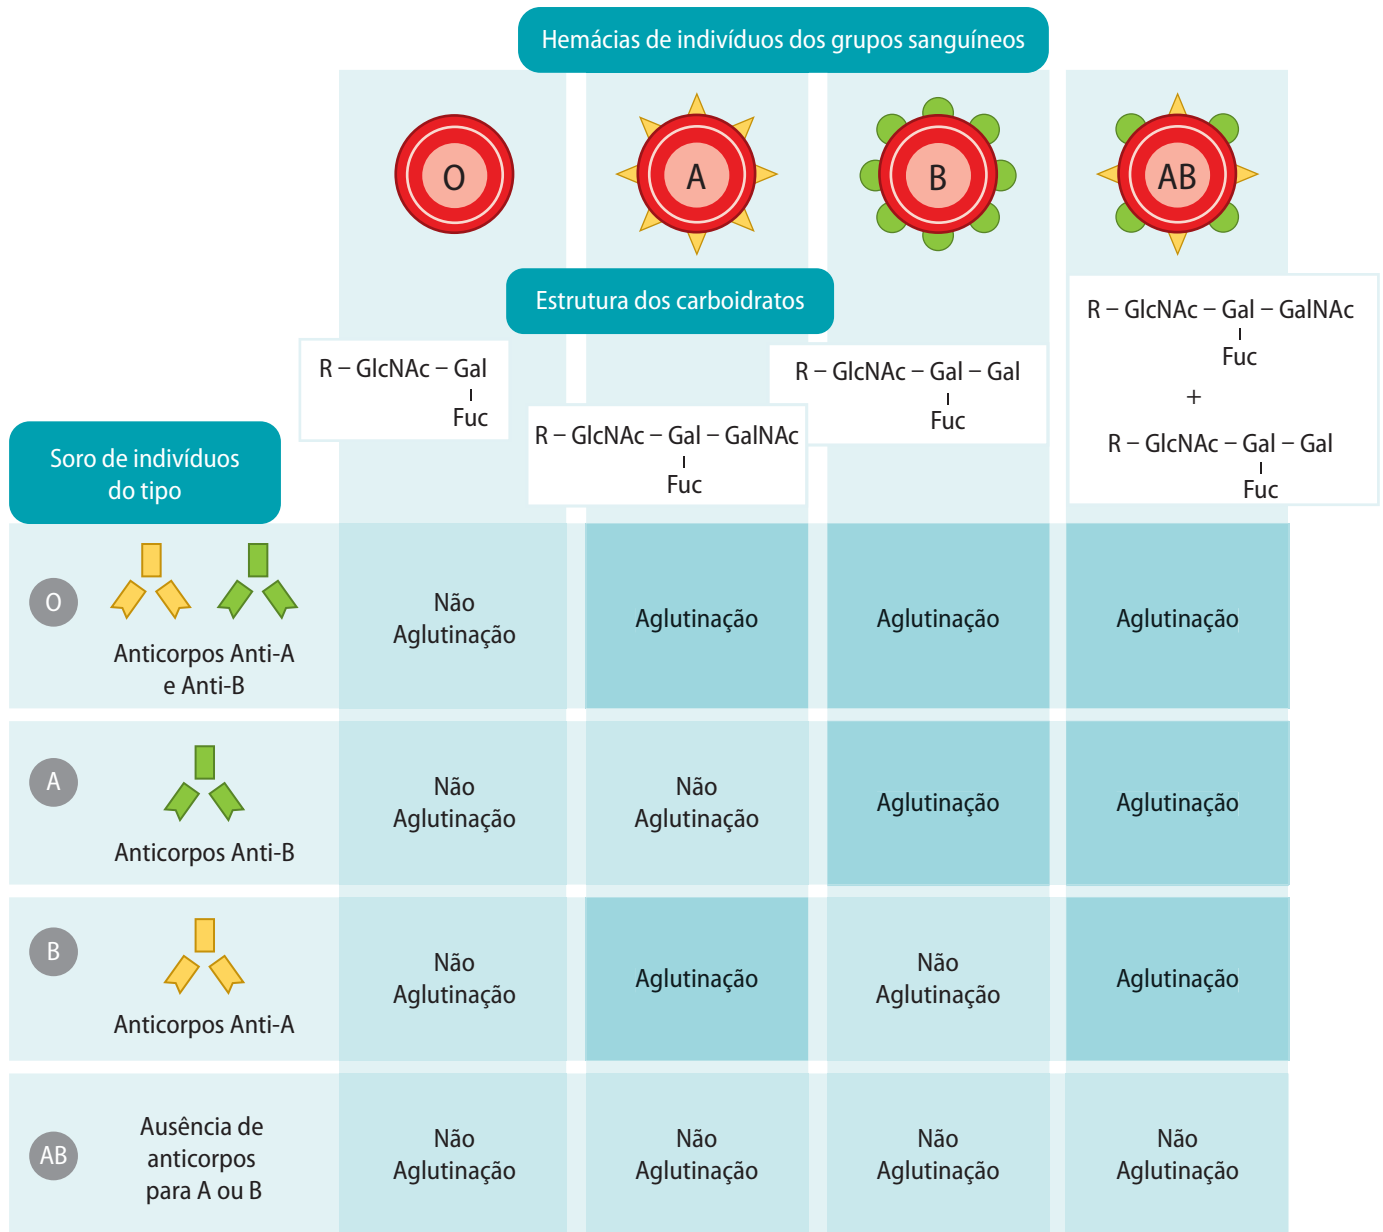 Hemácias de indivíduos dos grupos sanguíneos
O
A
B
AB
Estrutura dos carboidratos
R – GlcNAc – Gal
Fuc
R – GlcNAc – Gal – GalNAc
Fuc
R – GlcNAc – Gal – Gal
Fuc
R – GlcNAc – Gal – GalNAc
Fuc
+
R – GlcNAc – Gal – Gal
Fuc
Soro de indivíduos
do tipo
O
Anticorpos Anti-A
e Anti-B
Não
Aglutinação
Aglutinação
Aglutinação
Aglutinação
A
Anticorpos Anti-B
Não
Aglutinação
Não
Aglutinação
Aglutinação
Aglutinação
B
Anticorpos Anti-A
Não
Aglutinação
Aglutinação
Não
Aglutinação
Aglutinação
AB
Ausência de
anticorpos
para A ou B
Não
Aglutinação
Não
Aglutinação
Não
Aglutinação
Não
Aglutinação